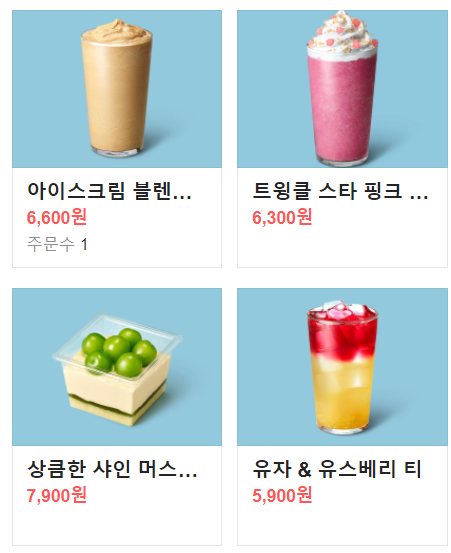 아이스크림 블렌...
6,600원
주문수 1
트윙클 스타 핑크 ...
6,300원
상큼한 샤인 머스...
7,900원
유자 & 유스베리 티
5,900원